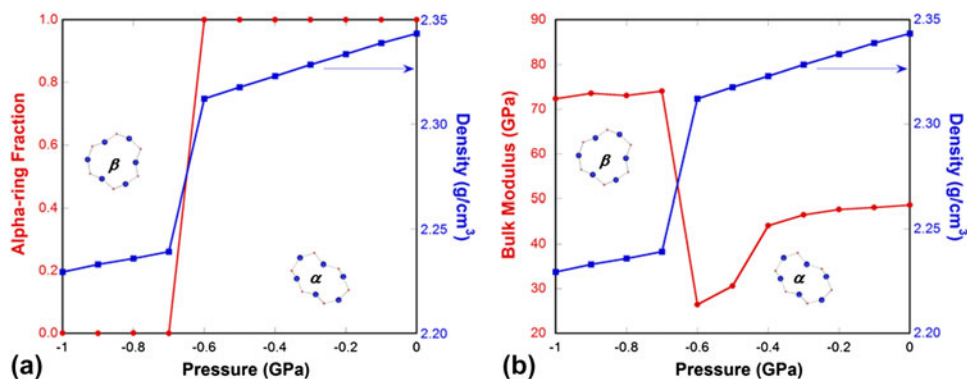 1.0
0.8
0.6
0.4
0.2
0.0
Alpha-ring Fraction
β
α
2.35
2.30
2.25
2.20
Density (g/cm³)
-1 -0.8 -0.6 -0.4 -0.2 0
(a) Pressure (GPa)
90
80
70
60
50
40
30
20
Bulk Modulus (GPa)
β
α
2.35
2.30
2.25
2.20
Density (g/cm³)
-1 -0.8 -0.6 -0.4 -0.2 0
(b) Pressure (GPa)